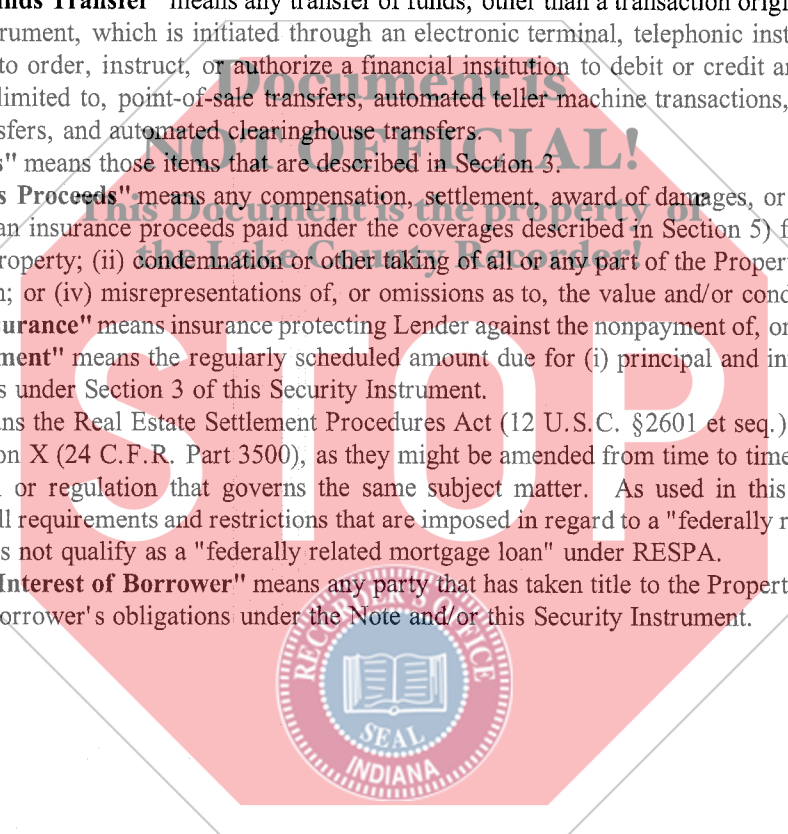 nds Transfer" means any transfer of funds, other than a transaction origi
rument, which is initiated through an electronic terminal, telephonic inst
to order, instruct, or authorize a financial institution to debit or credit a
limited to, point-of-sale transfers, automated teller machine transactions,
sfers, and automated clearinghouse transfers.
s" means those items that are described in Section 3.
s Proceeds" means any compensation, settlement, award of damages, or
an insurance proceeds paid under the coverages described in Section 5) f
roperty; (ii) condemnation or other taking of all or any part of the Proper
n; or (iv) misrepresentations of, or omissions as to, the value and/or cond
surance" means insurance protecting Lender against the nonpayment of, or
ment" means the regularly scheduled amount due for (i) principal and in
s under Section 3 of this Security Instrument.
ns the Real Estate Settlement Procedures Act (12 U.S.C. §2601 et seq.)
on X (24 C.F.R. Part 3500), as they might be amended from time to time
or regulation that governs the same subject matter. As used in this
ll requirements and restrictions that are imposed in regard to a "federally r
s not qualify as a "federally related mortgage loan" under RESPA.
Interest of Borrower" means any party that has taken title to the Propert
orrower's obligations under the Note and/or this Security Instrument.
Document is
NOT OFFICIAL!
This Document is the property of
the Lake County Recorder!
STOP
RECORDER'S OFFICE
SEAL
INDIANA